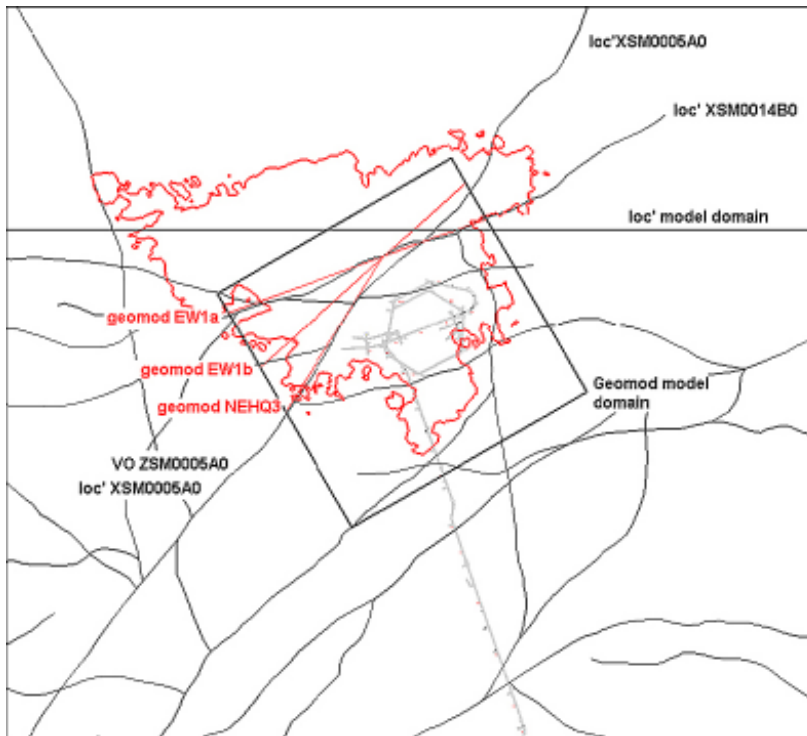 loc'XSM0005A0
loc' XSM0014B0
loc' model domain
geomod EW1a
geomod EW1b
Geomod model
domain
geomod NEHQ3
VO ZSM0005A0
loc' XSM0005A0